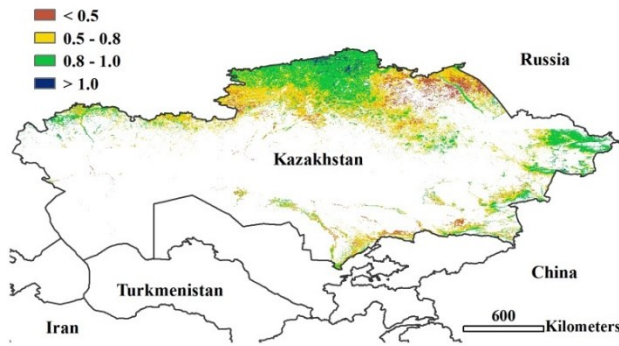 < 0.5
0.5 - 0.8
0.8 - 1.0
> 1.0
Russia
Kazakhstan
China
Turkmenistan
Iran
600
Kilometers